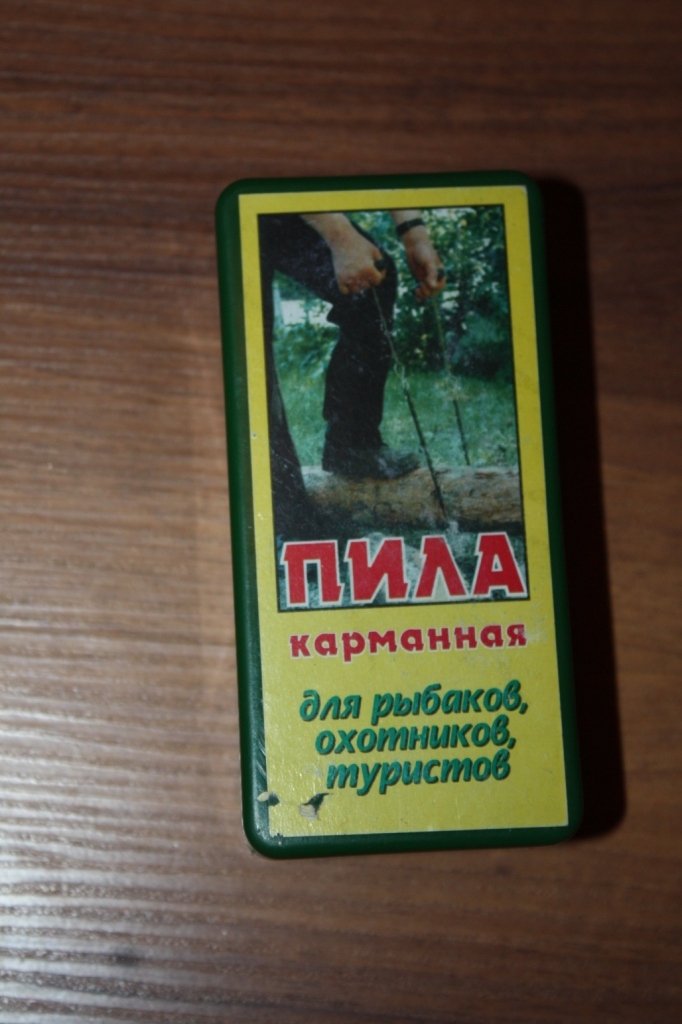 ПИЛА
карманная
для рыбаков,
охотников,
туристов